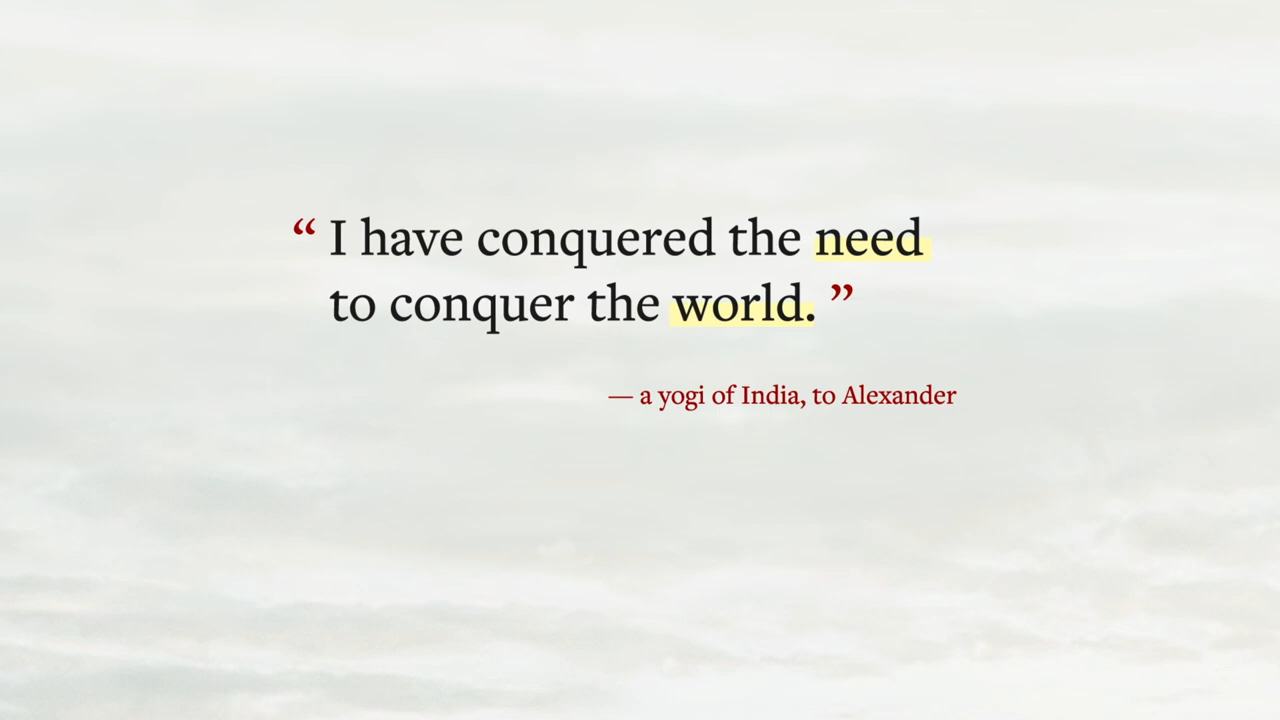 “ I have conquered the need
to conquer the world. ”
— a yogi of India, to Alexander